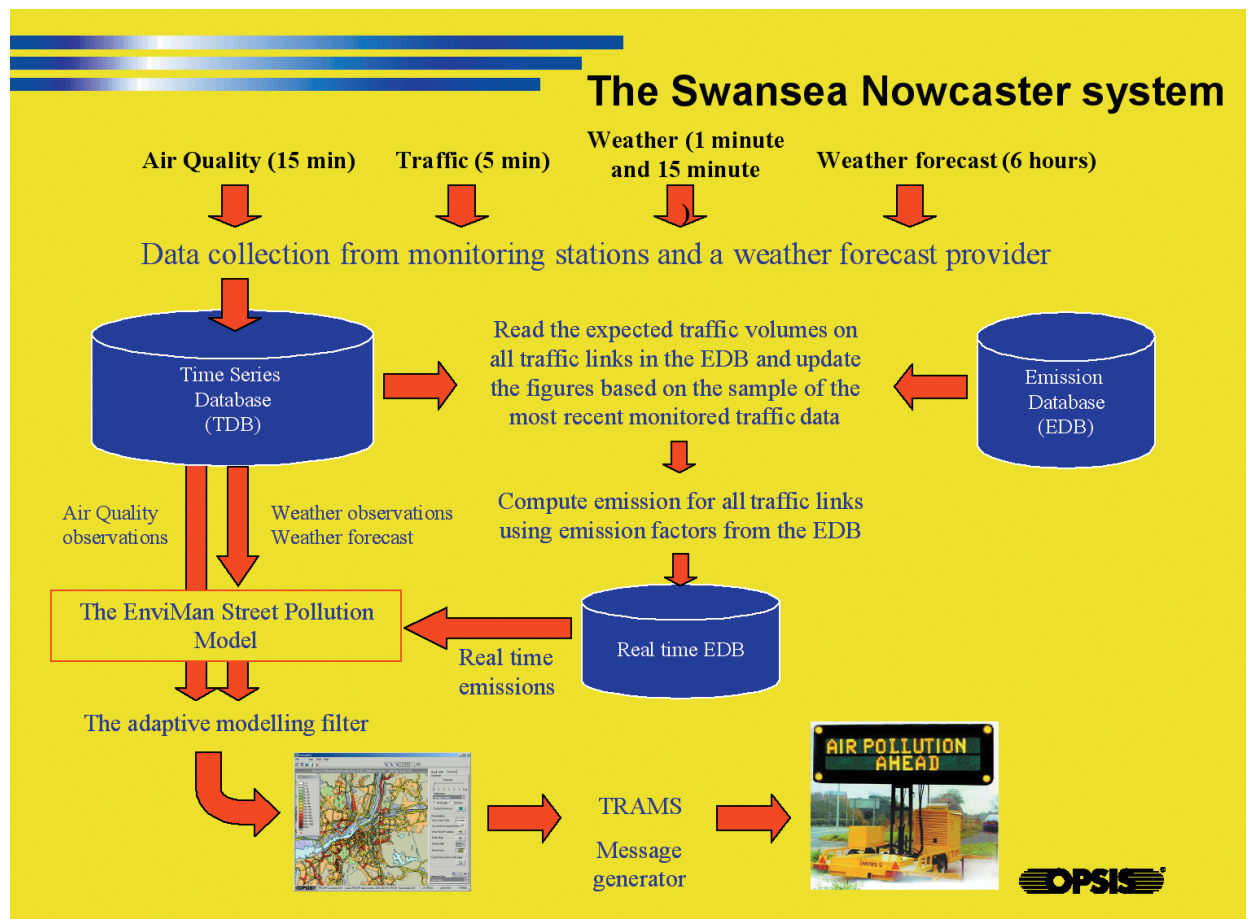 The Swansea Nowcaster system
Air Quality (15 min)
Traffic (5 min)
Weather (1 minute
and 15 minute
)
Weather forecast (6 hours)
Data collection from monitoring stations and a weather forecast provider
Time Series
Database
(TDB)
Read the expected traffic volumes on
all traffic links in the EDB and update
the figures based on the sample of the
most recent monitored traffic data
Emission
Database
(EDB)
Air Quality
observations
Weather observations
Weather forecast
Compute emission for all traffic links
using emission factors from the EDB
The EnviMan Street Pollution
Model
Real time
emissions
Real time EDB
The adaptive modelling filter
OPSIS
TRAMS
Message
generator
AIR POLLUTION
AHEAD
OPSIS®